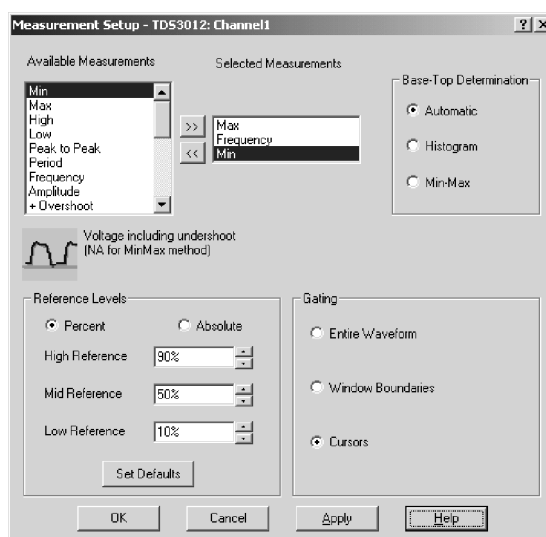 Measurement Setup - TDS3012: Channel1
Available Measurements
Selected Measurements
Min
Max
High
Low
Peak to Peak
Period
Frequency
Amplitude
+ Overshoot
>>
<<
Max
Frequency
Min
Base-Top Determination
Automatic
Histogram
Min-Max
Voltage including undershoot
(NA for MinMax method)
Reference Levels
Percent
Absolute
High Reference
90%
Mid Reference
50%
Low Reference
10%
Set Defaults
Gating
Entire Waveform
Window Boundaries
Cursors
OK
Cancel
Apply
Help